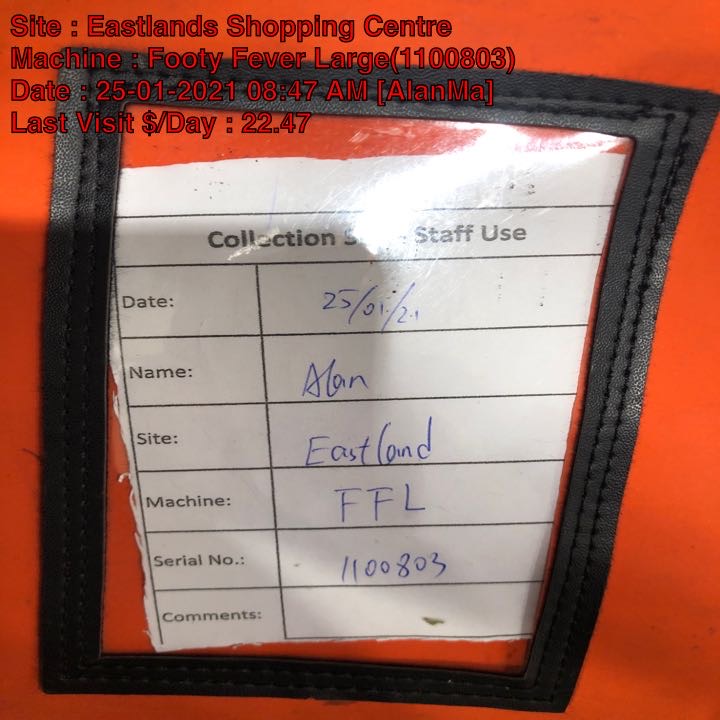 Site : Eastlands Shopping Centre
Machine : Footy Fever Large(1100803)
Date : 25-01-2021 08:47 AM [AlanMa]
Last Visit $/Day : 22.47
Collection Staff Use
Date: 25/01/21
Name: Alan
Site: Eastland
Machine: FFL
Serial No.: 1100803
Comments: